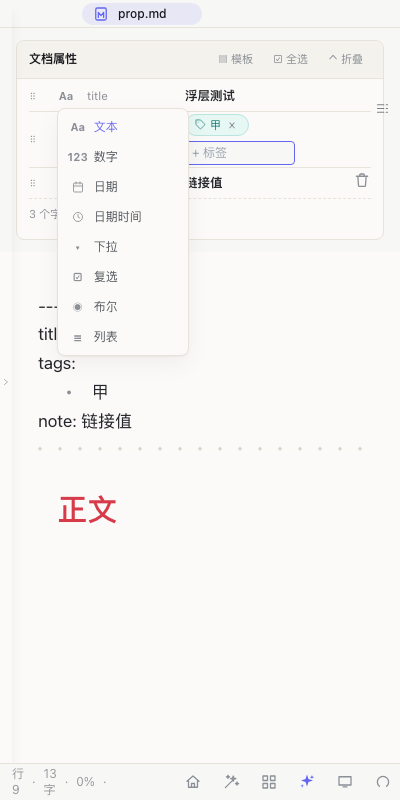 prop.md
文档属性 模板 全选 折叠
Aa title 浮层测试
甲 ×
+ 标签
链接值
3 个字
Aa 文本
123 数字
日期
日期时间
下拉
复选
布尔
列表
---
titl
tags:
• 甲
note: 链接值
正文
行 9 · 13 字 · 0% ·